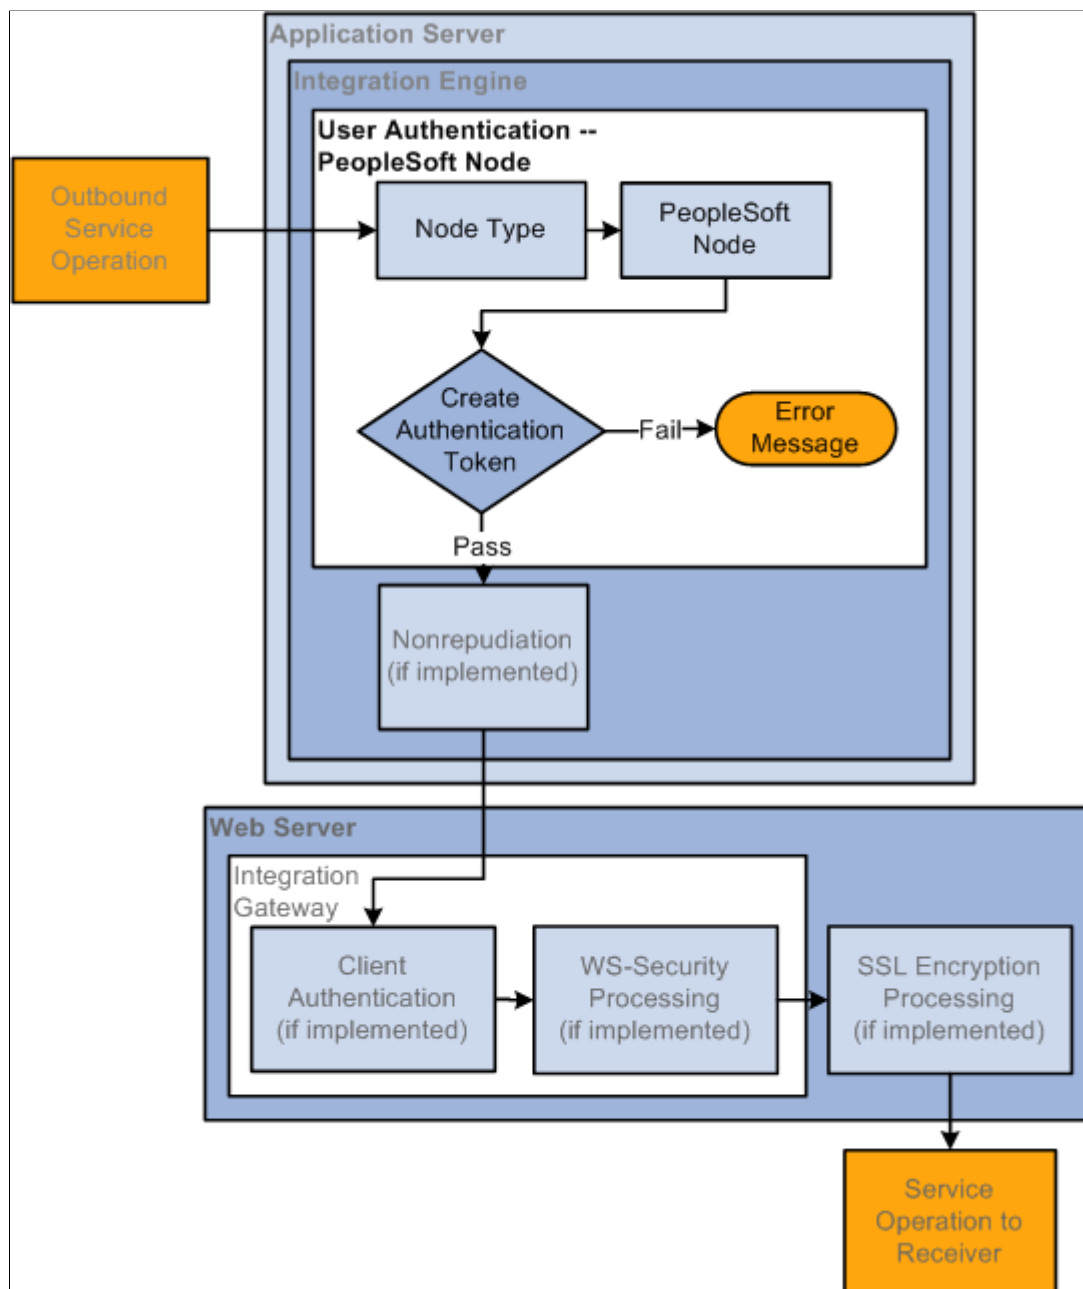 Application Server
Integration Engine
User Authentication --
PeopleSoft Node
Outbound
Service
Operation
Node Type
PeopleSoft
Node
Create
Authentication
Token
Fail
Error
Message
Pass
Nonrepudiation
(if implemented)
Web Server
Integration
Gateway
Client
Authentication
(if implemented)
WS-Security
Processing
(if implemented)
SSL Encryption
Processing
(if implemented)
Service
Operation to
Receiver